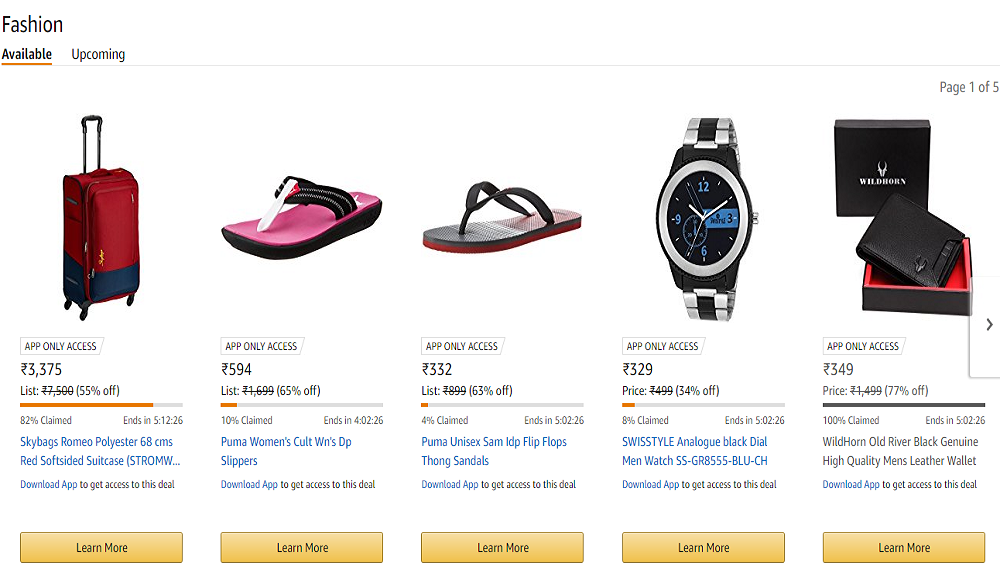 Fashion
Available Upcoming
Page 1 of 5
12
9
3
6
WILDHORN
APP ONLY ACCESS
₹3,375
List: ₹7,500 (55% off)
82% Claimed Ends in 5:12:26
Skybags Romeo Polyester 68 cms
Red Softsided Suitcase (STROMW...
Download App to get access to this deal
Learn More
APP ONLY ACCESS
₹594
List: ₹1,699 (65% off)
10% Claimed Ends in 4:02:26
Puma Women's Cult Wn's Dp
Slippers
Download App to get access to this deal
Learn More
APP ONLY ACCESS
₹332
List: ₹899 (63% off)
4% Claimed Ends in 5:02:26
Puma Unisex Sam Idp Flip Flops
Thong Sandals
Download App to get access to this deal
Learn More
APP ONLY ACCESS
₹329
Price: ₹499 (34% off)
8% Claimed Ends in 5:02:26
SWISSTYLE Analogue black Dial
Men Watch SS-GR8555-BLU-CH
Download App to get access to this deal
Learn More
APP ONLY ACCESS
₹349
Price: ₹1,499 (77% off)
100% Claimed Ends in 5:02:26
WildHorn Old River Black Genuine
High Quality Mens Leather Wallet
Download App to get access to this deal
Learn More